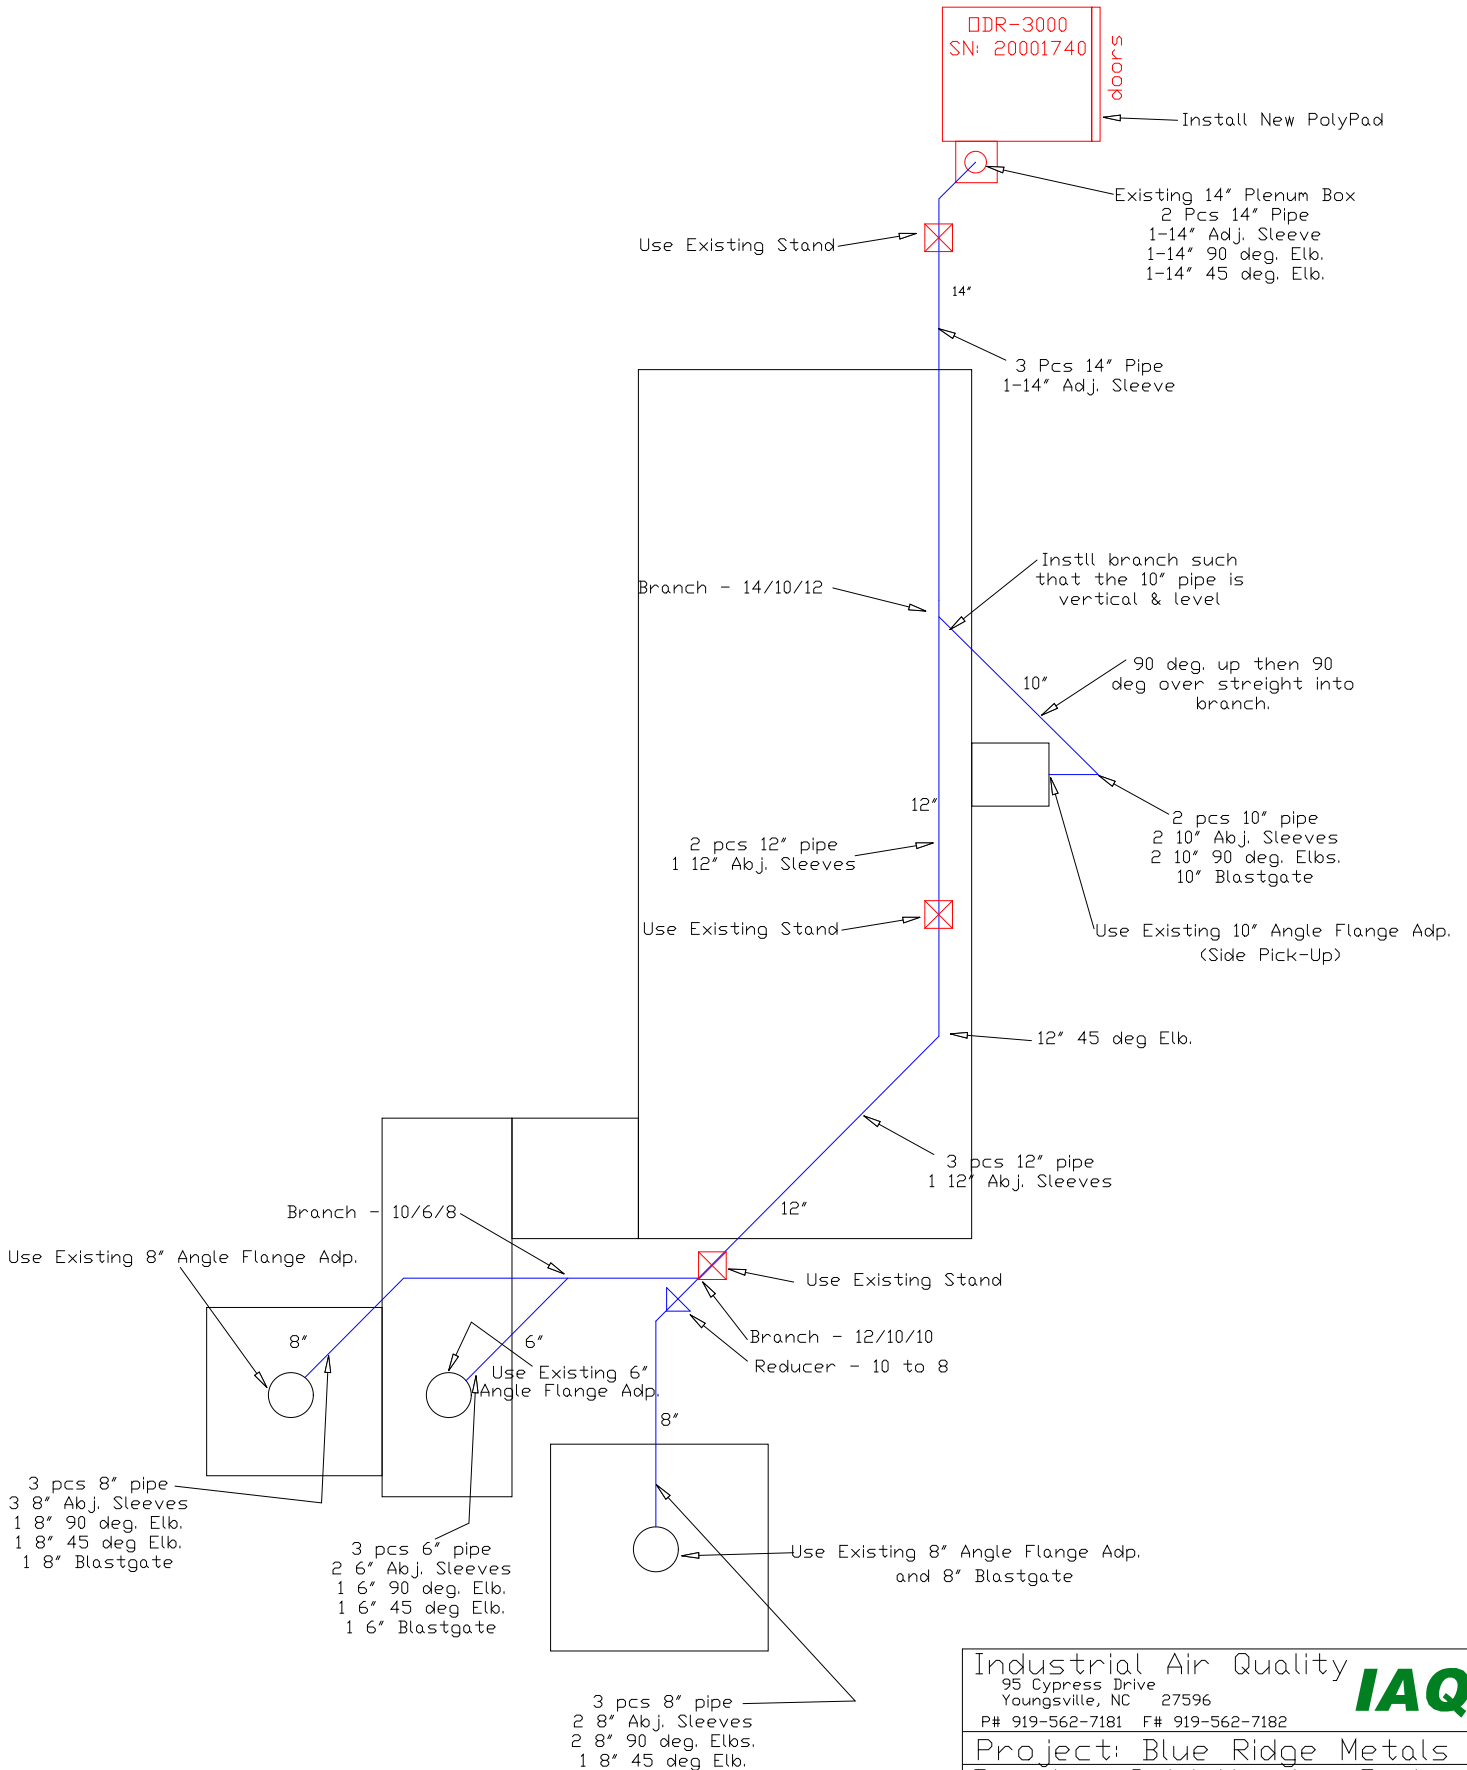 ODR-3000
SN: 20001740
doors
Install New PolyPad
Existing 14" Plenum Box
2 Pcs 14" Pipe
1-14" Adj. Sleeve
1-14" 90 deg. Elb.
1-14" 45 deg. Elb.
Use Existing Stand
14"
3 Pcs 14" Pipe
1-14" Adj. Sleeve
Instll branch such
that the 10" pipe is
vertical & level
Branch - 14/10/12
90 deg. up then 90
deg over streight into
branch.
10"
12"
2 pcs 12" pipe
1 12" Abj. Sleeves
2 pcs 10" pipe
2 10" Abj. Sleeves
2 10" 90 deg. Elbs.
10" Blastgate
Use Existing Stand
Use Existing 10" Angle Flange Adp.
(Side Pick-Up)
12" 45 deg Elb.
3 pcs 12" pipe
1 12" Abj. Sleeves
12"
Branch - 10/6/8
Use Existing 8" Angle Flange Adp.
Use Existing Stand
Branch - 12/10/10
Reducer - 10 to 8
8"
6"
Use Existing 6"
Angle Flange Adp.
8"
3 pcs 8" pipe
3 8" Abj. Sleeves
1 8" 90 deg. Elb.
1 8" 45 deg Elb.
1 8" Blastgate
3 pcs 6" pipe
2 6" Abj. Sleeves
1 6" 90 deg. Elb.
1 6" 45 deg Elb.
1 6" Blastgate
Use Existing 8" Angle Flange Adp.
and 8" Blastgate
3 pcs 8" pipe
2 8" Abj. Sleeves
2 8" 90 deg. Elbs.
1 8" 45 deg Elb.
Industrial Air Quality
95 Cypress Drive
Youngsville, NC 27596
P# 919-562-7181 F# 919-562-7182
IAQ
Project: Blue Ridge Metals